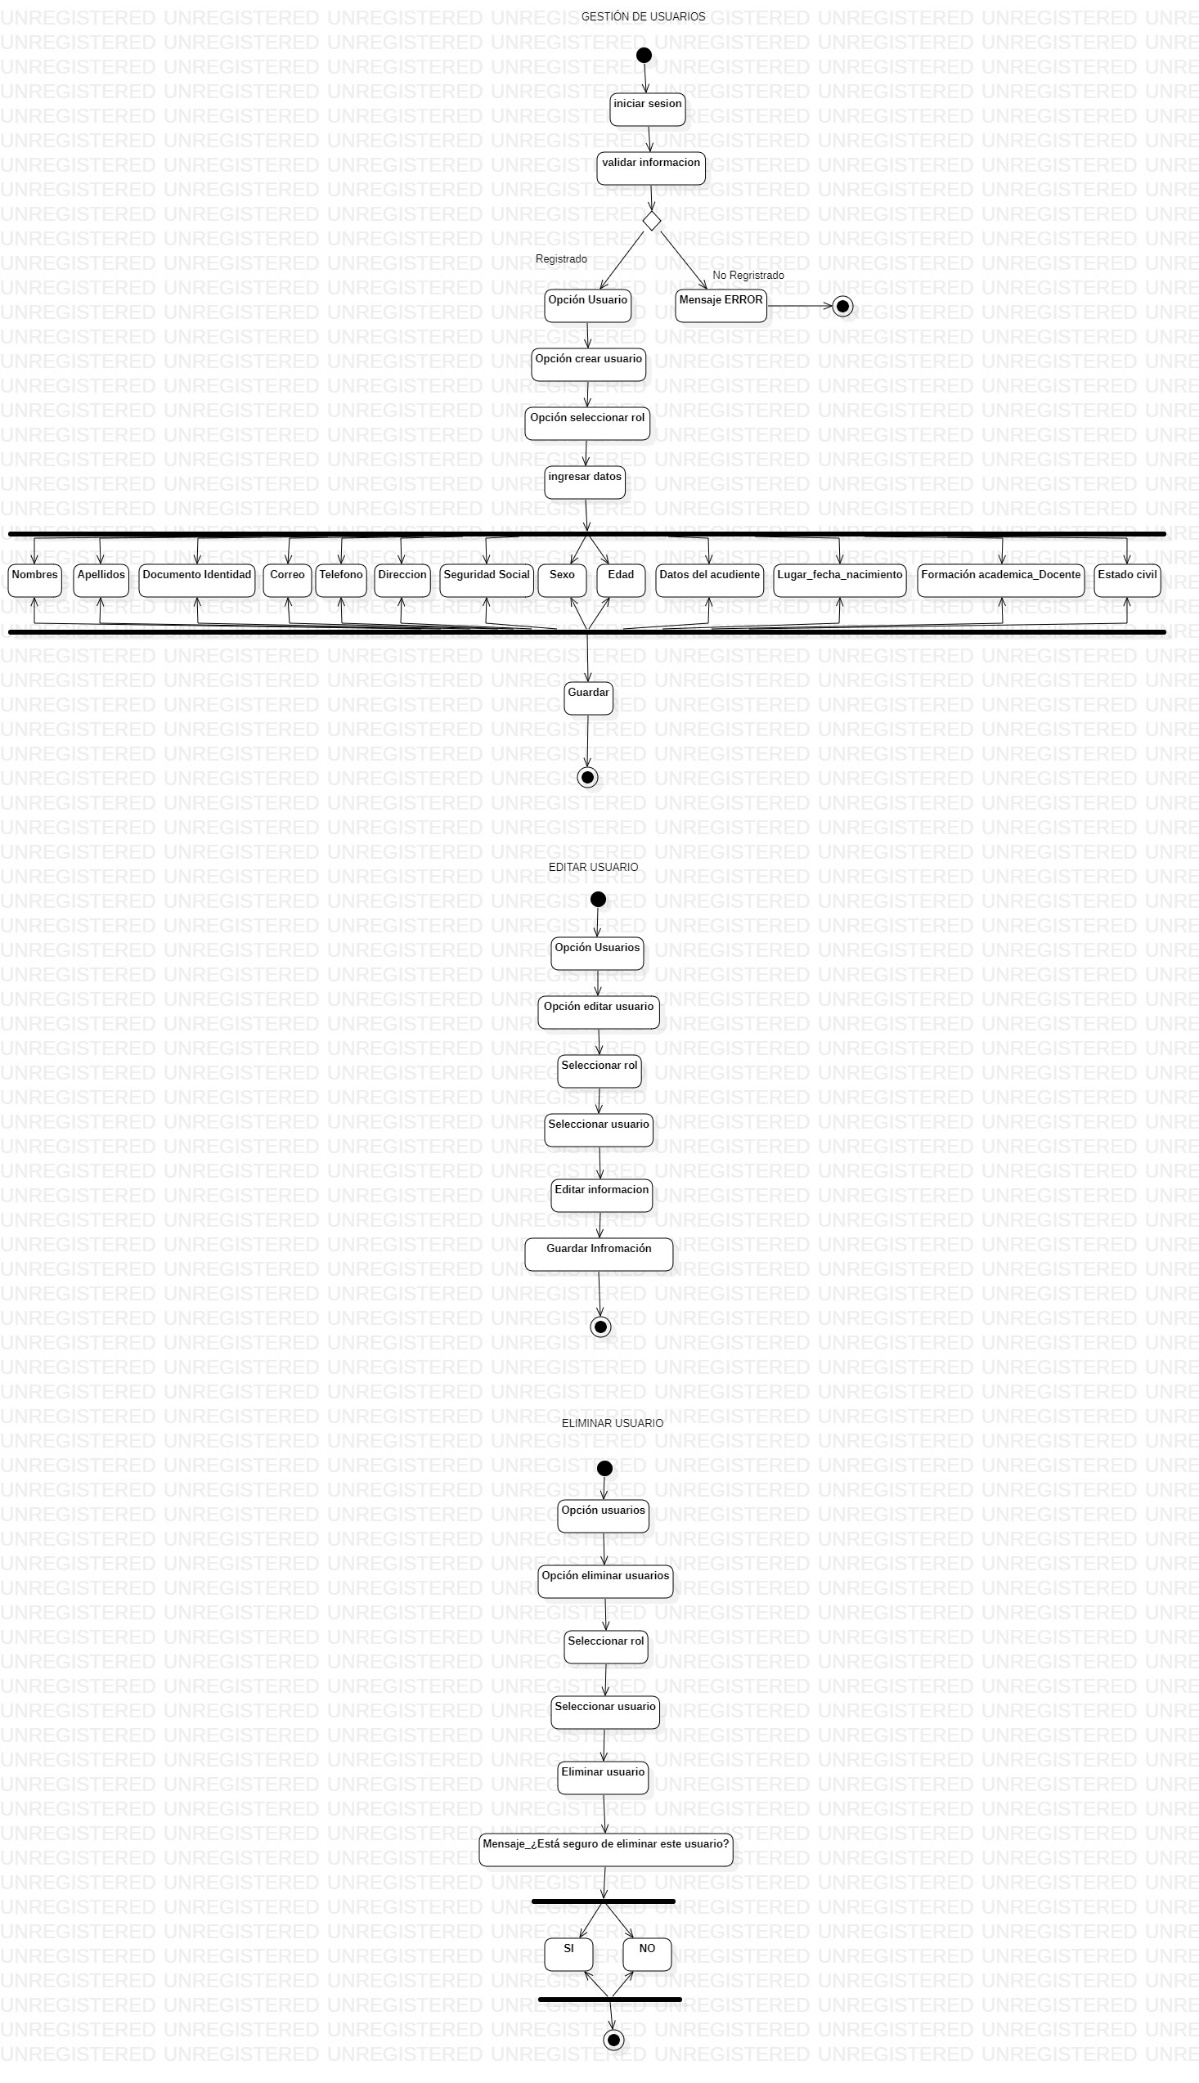 GESTIÓN DE USUARIOS
iniciar sesion
validar informacion
Registrado
No Regristrado
Opción Usuario
Mensaje ERROR
Opción crear usuario
Opción seleccionar rol
ingresar datos
Nombres
Apellidos
Documento Identidad
Correo
Telefono
Direccion
Seguridad Social
Sexo
Edad
Datos del acudiente
Lugar_fecha_nacimiento
Formación academica_Docente
Estado civil
Guardar
EDITAR USUARIO
Opción Usuarios
Opción editar usuario
Seleccionar rol
Seleccionar usuario
Editar informacion
Guardar Infromación
ELIMINAR USUARIO
Opción usuarios
Opción eliminar usuarios
Seleccionar rol
Seleccionar usuario
Eliminar usuario
Mensaje_¿Está seguro de eliminar este usuario?
SI
NO
UNREGISTERED